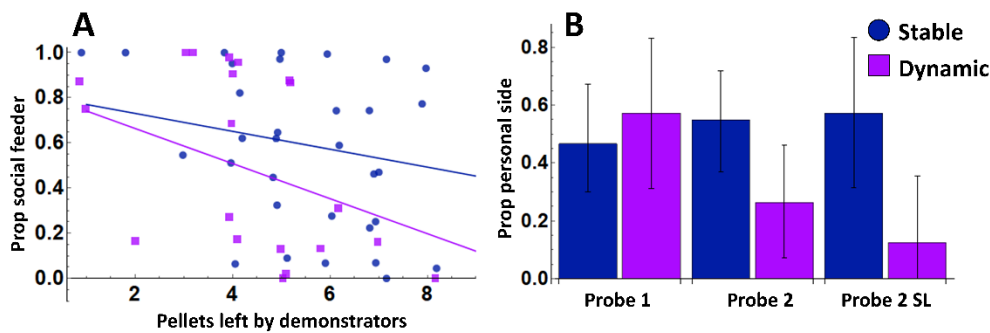 A
Prop social feeder
1.0
0.8
0.6
0.4
0.2
0.0
2
4
6
8
Pellets left by demonstrators
B
Prop personal side
0.8
0.6
0.4
0.2
0.0
Probe 1
Probe 2
Probe 2 SL
Stable
Dynamic